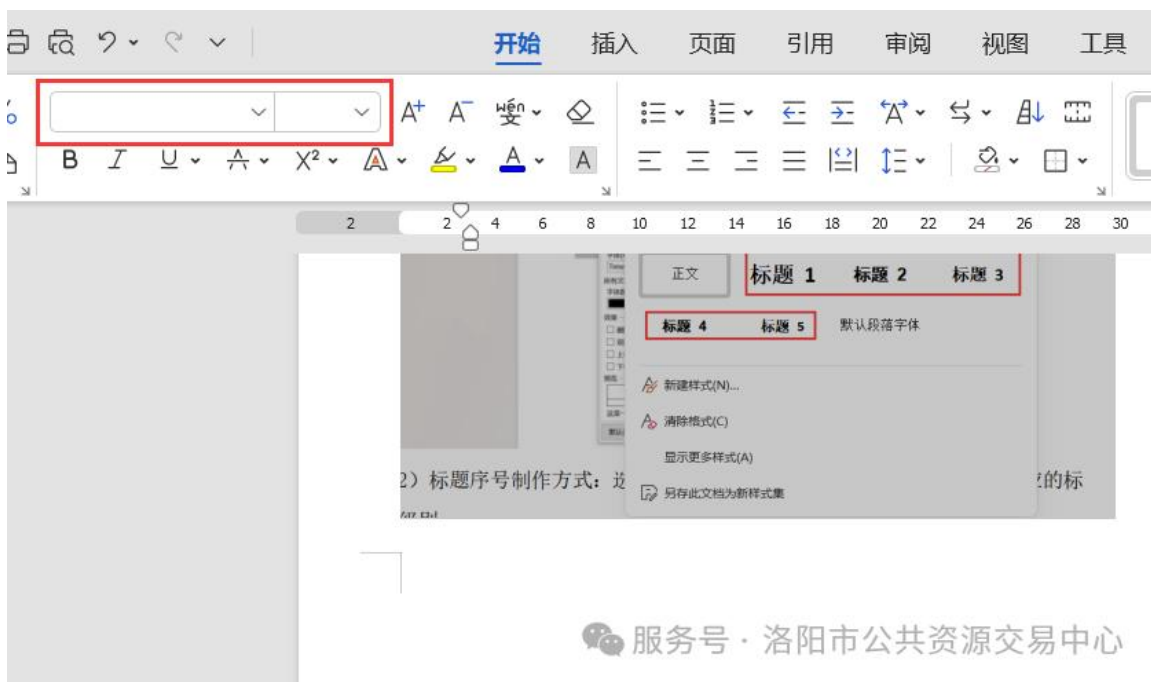 开始 插入 页面 引用 审阅 视图 工具
A+ A- wén 变
B I U A X² A A A
2 2 4 6 8 10 12 14 16 18 20 22 24 26 28 30
正文 标题 1 标题 2 标题 3
标题 4 标题 5 默认段落字体
新建样式(N)...
清除格式(C)
显示更多样式(A)
2）标题序号制作方式：选 的标
另存此文档为新样式集
服务号 · 洛阳市公共资源交易中心